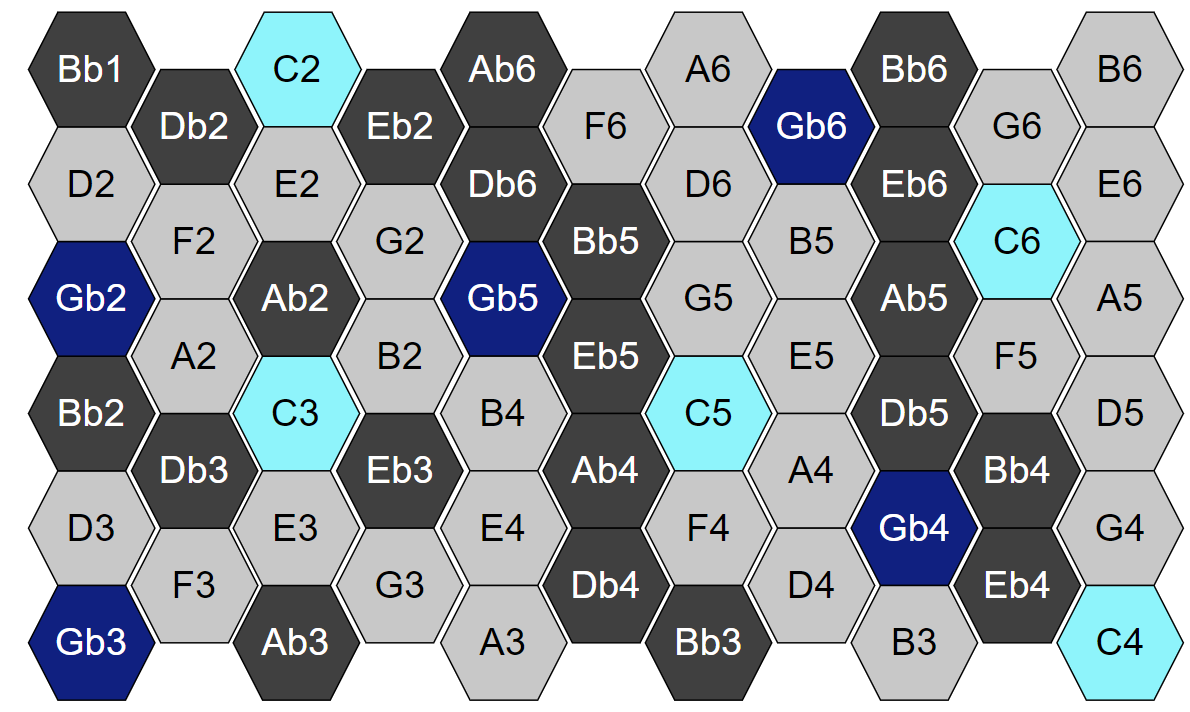 Bb1 C2 Ab6 A6 Bb6 B6
Db2 Eb2 F6 Gb6 G6
D2 E2 Db6 D6 Eb6 E6
F2 G2 Bb5 B5 C6
Gb2 Ab2 Gb5 G5 Ab5 A5
A2 B2 Eb5 E5 F5
Bb2 C3 B4 C5 Db5 D5
Db3 Eb3 Ab4 A4 Bb4
D3 E3 E4 F4 Gb4 G4
F3 G3 Db4 D4 Eb4
Gb3 Ab3 A3 Bb3 B3 C4